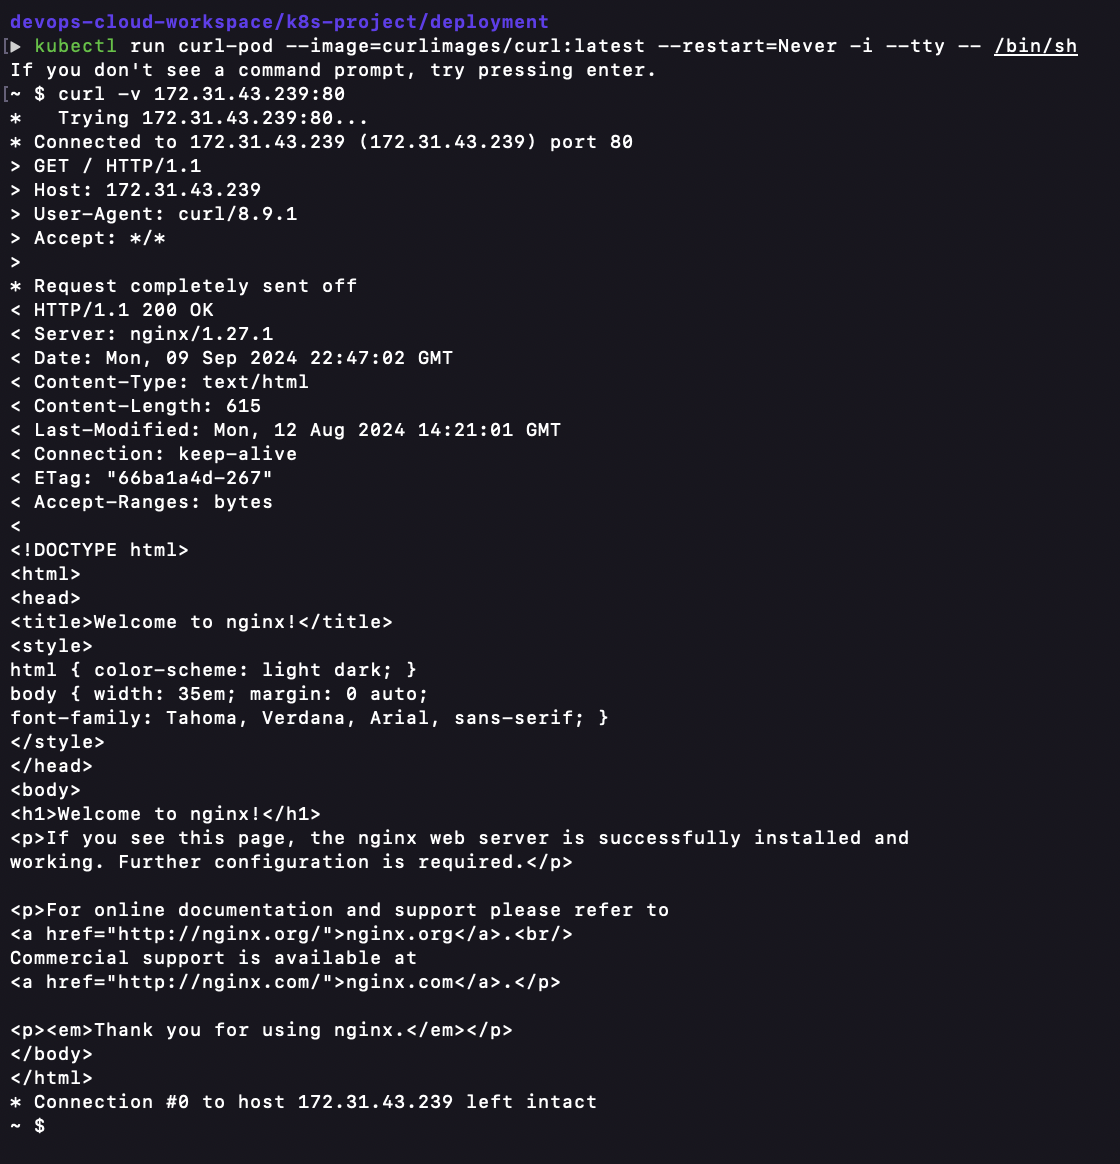 devops-cloud-workspace/k8s-project/deployment
[▶ kubectl run curl-pod --image=curlimages/curl:latest --restart=Never -i --tty -- /bin/sh
If you don't see a command prompt, try pressing enter.
[~ $ curl -v 172.31.43.239:80
*   Trying 172.31.43.239:80...
* Connected to 172.31.43.239 (172.31.43.239) port 80
> GET / HTTP/1.1
> Host: 172.31.43.239
> User-Agent: curl/8.9.1
> Accept: */*
>
* Request completely sent off
< HTTP/1.1 200 OK
< Server: nginx/1.27.1
< Date: Mon, 09 Sep 2024 22:47:02 GMT
< Content-Type: text/html
< Content-Length: 615
< Last-Modified: Mon, 12 Aug 2024 14:21:01 GMT
< Connection: keep-alive
< ETag: "66ba1a4d-267"
< Accept-Ranges: bytes
<
<!DOCTYPE html>
<html>
<head>
<title>Welcome to nginx!</title>
<style>
html { color-scheme: light dark; }
body { width: 35em; margin: 0 auto;
font-family: Tahoma, Verdana, Arial, sans-serif; }
</style>
</head>
<body>
<h1>Welcome to nginx!</h1>
<p>If you see this page, the nginx web server is successfully installed and
working. Further configuration is required.</p>

<p>For online documentation and support please refer to
<a href="http://nginx.org/">nginx.org</a>.<br/>
Commercial support is available at
<a href="http://nginx.com/">nginx.com</a>.</p>

<p><em>Thank you for using nginx.</em></p>
</body>
</html>
* Connection #0 to host 172.31.43.239 left intact
~ $